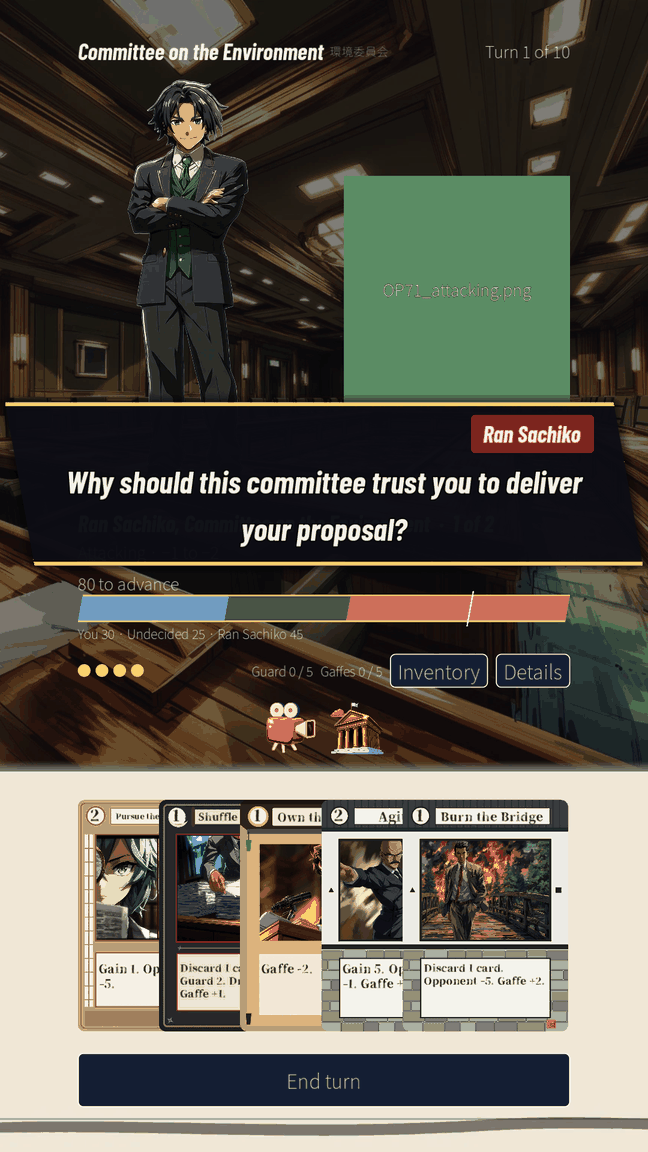 Committee on the Environment 環境委員会
Turn 1 of 10
OP71_attacking.png
Ran Sachiko
Why should this committee trust you to deliver
your proposal?
80 to advance
You 30 · Undecided 25 · Ran Sachiko 45
Guard 0 / 5 Gaffes 0 / 5
Inventory
Details
2 Pursue the
Gain 1. Op
-5.
1 Shuffle
Discard 1 ca
Guard 2. Dr
Gaffe +1.
1 Own th
Gaffe -2.
2 Agi
Gain 5. Op
-1. Gaffe +
1 Burn the Bridge
Discard 1 card.
Opponent -5. Gaffe +2.
End turn